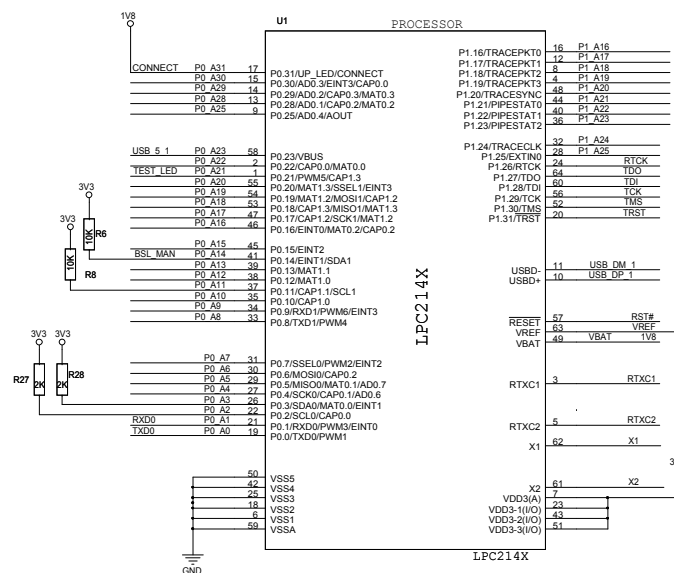 1V8
U1 PROCESSOR
CONNECT P0_A31 17 P0.31/UP_LED/CONNECT
P0_A30 15 P0.30/AD0.3/EINT3/CAP0.0
P0_A29 14 P0.29/AD0.2/CAP0.3/MAT0.3
P0_A28 13 P0.28/AD0.1/CAP0.2/MAT0.2
P0_A25 9 P0.25/AD0.4/AOUT
USB_5_1 P0_A23 58 P0.23/VBUS
P0_A22 2 P0.22/CAP0.0/MAT0.0
TEST_LED P0_A21 1 P0.21/PWM5/CAP1.3
P0_A20 55 P0.20/MAT1.3/SSEL1/EINT3
P0_A19 54 P0.19/MAT1.2/MOSI1/CAP1.2
P0_A18 53 P0.18/CAP1.3/MISO1/MAT1.3
P0_A17 47 P0.17/CAP1.2/SCK1/MAT1.2
P0_A16 46 P0.16/EINT0/MAT0.2/CAP0.2
3V3
10K R6
3V3
10K R8
P0_A15 45 P0.15/EINT2
BSL_MAN P0_A14 41 P0.14/EINT1/SDA1
P0_A13 39 P0.13/MAT1.1
P0_A12 38 P0.12/MAT1.0
P0_A11 37 P0.11/CAP1.1/SCL1
P0_A10 35 P0.10/CAP1.0
P0_A9 34 P0.9/RXD1/PWM6/EINT3
P0_A8 33 P0.8/TXD1/PWM4
3V3 3V3
R27 2K 2K R28
P0_A7 31 P0.7/SSEL0/PWM2/EINT2
P0_A6 30 P0.6/MOSI0/CAP0.2
P0_A5 29 P0.5/MISO0/MAT0.1/AD0.7
P0_A4 27 P0.4/SCK0/CAP0.1/AD0.6
P0_A3 26 P0.3/SDA0/MAT0.0/EINT1
P0_A2 22 P0.2/SCL0/CAP0.0
RXD0 P0_A1 21 P0.1/RXD0/PWM3/EINT0
TXD0 P0_A0 19 P0.0/TXD0/PWM1
50 VSS5
42 VSS4
25 VSS3
18 VSS2
6 VSS1
59 VSSA
GND
LPC214X
P1.16/TRACEPKT0 16 P1_A16
P1.17/TRACEPKT1 12 P1_A17
P1.18/TRACEPKT2 8 P1_A18
P1.19/TRACEPKT3 4 P1_A19
P1.20/TRACESYNC 48 P1_A20
P1.21/PIPESTAT0 44 P1_A21
P1.22/PIPESTAT1 40 P1_A22
P1.23/PIPESTAT2 36 P1_A23
P1.24/TRACECLK 32 P1_A24
P1.25/EXTIN0 28 P1_A25
P1.26/RTCK 24 RTCK
P1.27/TDO 64 TDO
P1.28/TDI 60 TDI
P1.29/TCK 56 TCK
P1.30/TMS 52 TMS
P1.31/TRST 20 TRST
USBD- 11 USB_DM_1
USBD+ 10 USB_DP_1
RESET 57 RST#
VREF 63 VREF
VBAT 49 VBAT 1V8
RTXC1 3 RTXC1
RTXC2 5 RTXC2
X1 62 X1
3
X2 61 X2
VDD3(A) 7
VDD3-1(I/O) 23
VDD3-2(I/O) 43
VDD3-3(I/O) 51
LPC214X